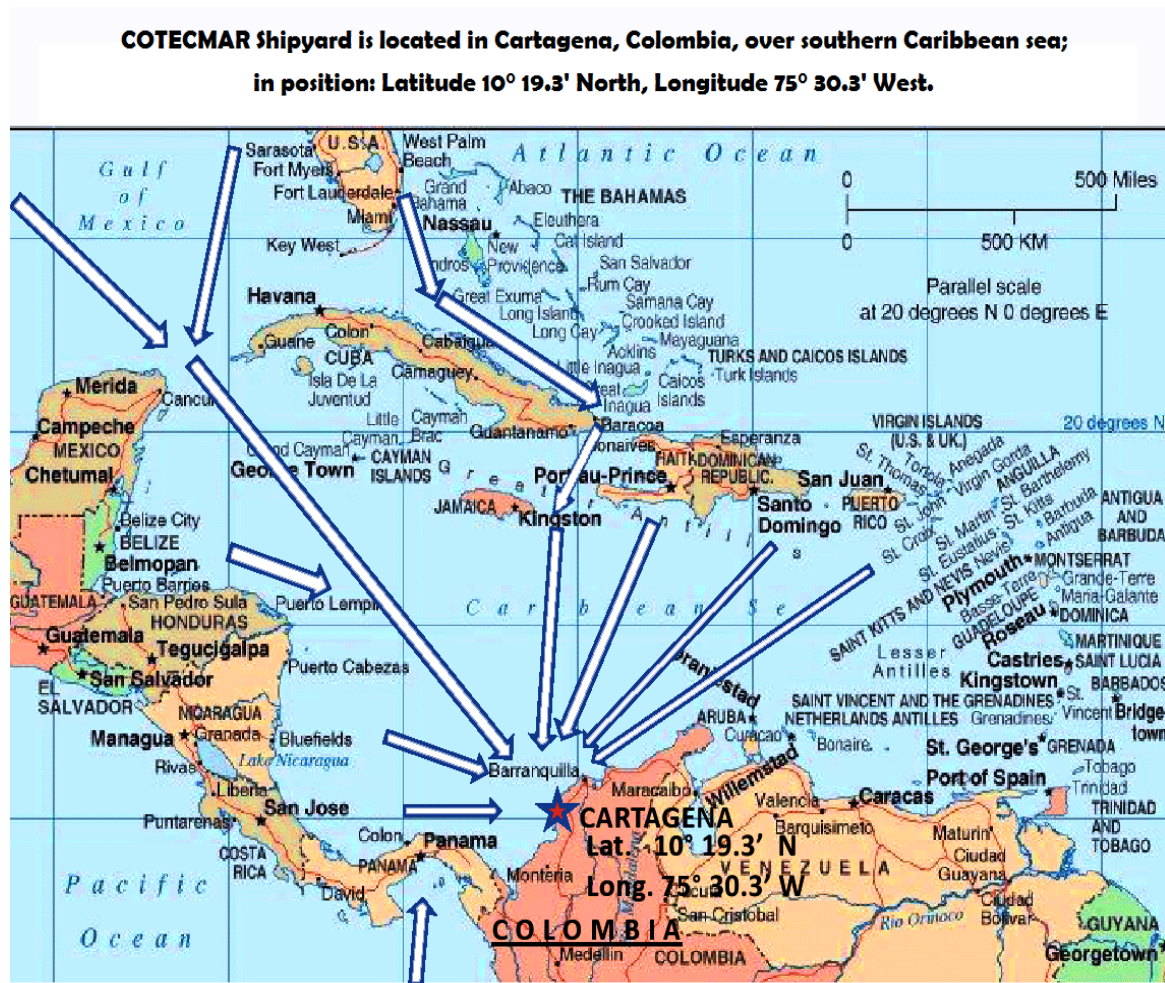 COTECMAR Shipyard is located in Cartagena, Colombia, over southern Caribbean sea;
in position: Latitude 10° 19.3' North, Longitude 75° 30.3' West.
Gulf
of
Mexico
Sarasota
U.S.A.
West Palm
Beach
Fort Myers
Fort Lauderdale
Miami
Key West
Atlantic Ocean
Grand
Bahama
Abaco
THE BAHAMAS
Nassau
Eleuthera
New
Providence
Cat Island
San Salvador
Rum Cay
Great Exuma
Long Island
Samana Cay
Crooked Island
Long Cay
Mayaguana
Acklins
Little Inagua
TURKS AND CAICOS ISLANDS
Turk Islands
Caicos
Islands
Inagua
0
500 Miles
0
500 KM
Parallel scale
at 20 degrees N 0 degrees E
Havana
Guane
Colon
CUBA
Isla De La
Juventud
Camaguey
Guantanamo
Baracoa
Little
Cayman
Cayman
Brac
CAYMAN
ISLANDS
George Town
Merida
Cancun
Campeche
MEXICO
Chetumal
Belize City
BELIZE
Belmopan
Puerto Barrios
GUATEMALA
Guatemala
San Pedro Sula
HONDURAS
Tegucigalpa
Puerto Lempira
Puerto Cabezas
San Salvador
EL
SALVADOR
NICARAGUA
Managua
Granada
Bluefields
Rivas
Lake Nicaragua
Liberia
San Jose
Puntarenas
COSTA
RICA
Colon
Panama
PANAMA
David
Pacific
Ocean
JAMAICA
Kingston
Greater Antilles
Port-au-Prince
HAITI
DOMINICAN
REPUBLIC
Esperanza
Santo
Domingo
San Juan
PUERTO
RICO
VIRGIN ISLANDS
(U.S. & UK.)
20 degrees N
St. Thomas
Tortola
Anegada
St. John
Virgin Gorda
ANGUILLA
St. Croix
St. Martin
St. Barthelemy
St. Eustatius
St. Kitts
SAINT KITTS AND NEVIS
Nevis
Barbuda
Antigua
ANTIGUA
AND
BARBUDA
Plymouth
MONTSERRAT
Basse-Terre
Grande-Terre
GUADELOUPE
Maria-Galante
Roseau
DOMINICA
MARTINIQUE
Lesser
Antilles
Castries
SAINT LUCIA
Kingstown
BARBADOS
SAINT VINCENT AND THE GRENADINES
St.
Vincent
Bridge-
town
NETHERLANDS ANTILLES
Grenadines
ARUBA
Curacao
Bonaire
Willemstad
St. George's
GRENADA
Tobago
Port of Spain
Trinidad
TRINIDAD
AND
TOBAGO
Barranquilla
Maracaibo
Valencia
Caracas
Barquisimeto
Maturin
Ciudad
Guayana
Ciudad
Bolivar
CARTAGENA
Lat. 10° 19.3' N
Long. 75° 30.3' W
VENEZUELA
San Cristobal
Rio Orinoco
Monteria
COLOMBIA
Medellin
COLOMBIA
GUYANA
Georgetown